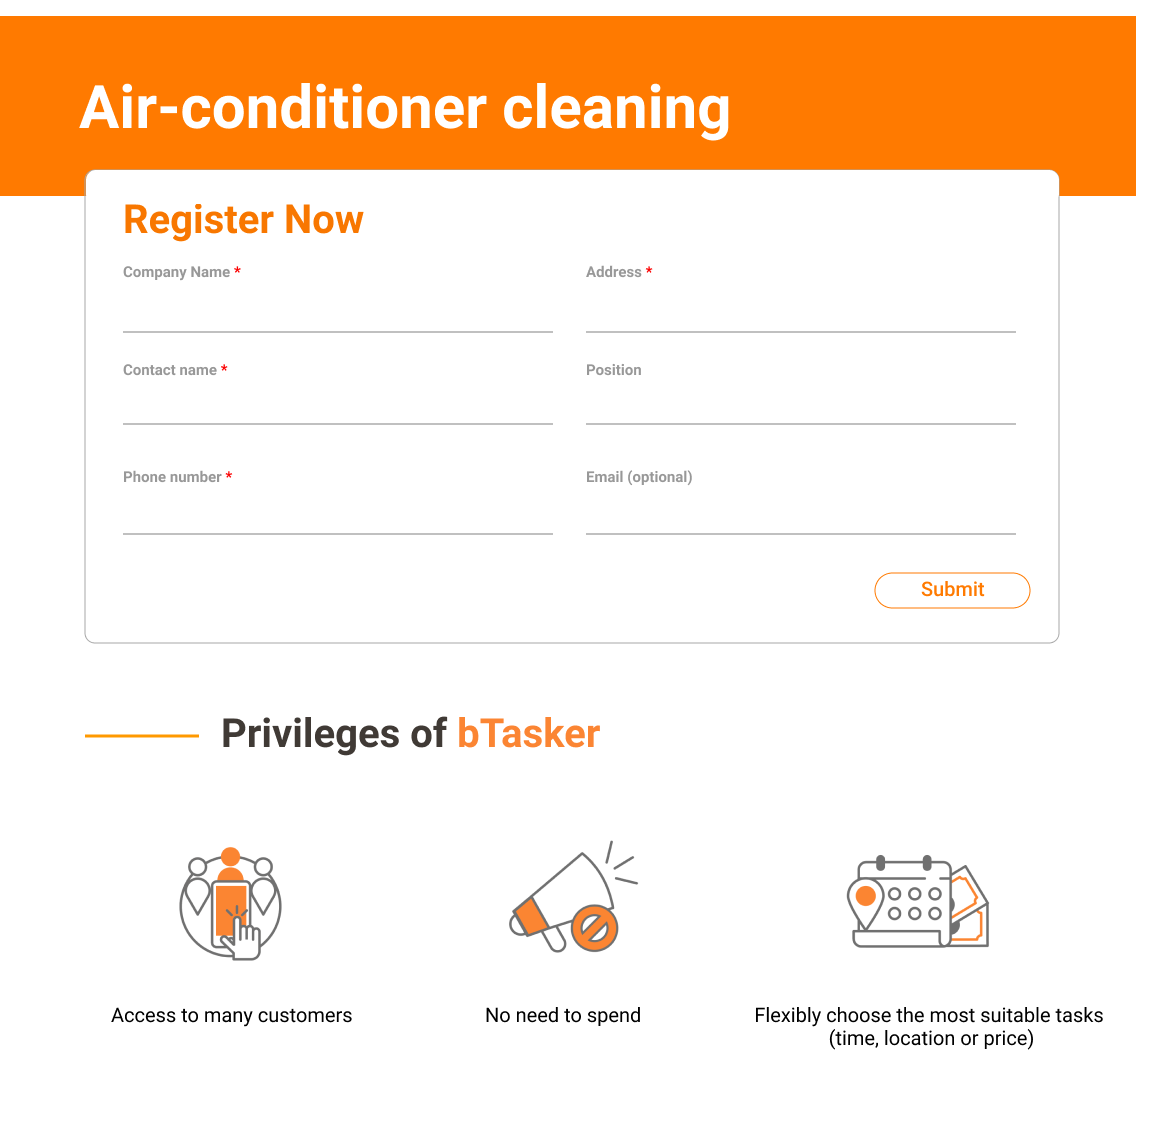 Air-conditioner cleaning
Register Now
Company Name *
Address *
Contact name *
Position
Phone number *
Email (optional)
Submit
Privileges of bTasker
Access to many customers
No need to spend
Flexibly choose the most suitable tasks
(time, location or price)